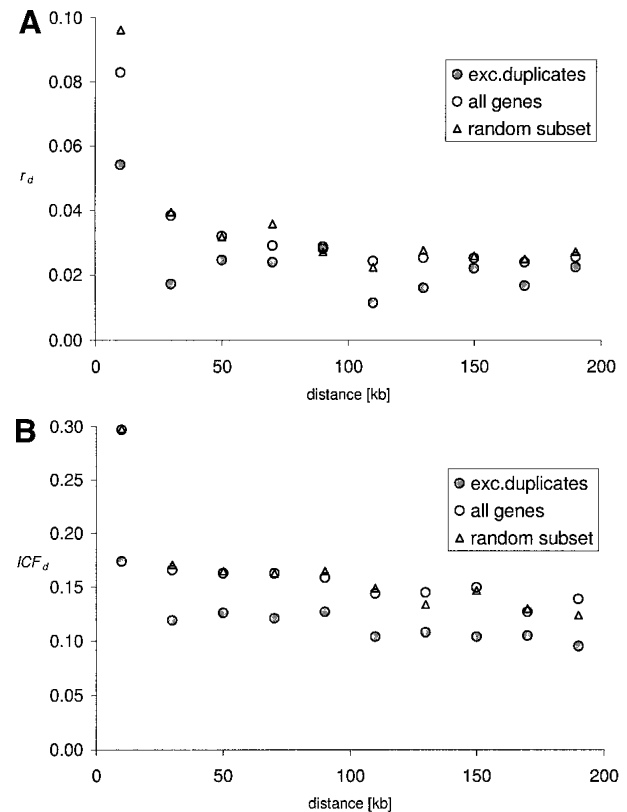 A
0.10
exc.duplicates
0.08
all genes
random subset
0.06
r d
0.04
0.02
0.00
0 50 100 150 200
distance [kb]
B
0.30
0.25
exc.duplicates
all genes
0.20
random subset
ICF d
0.15
0.10
0.05
0.00
0 50 100 150 200
distance [kb]